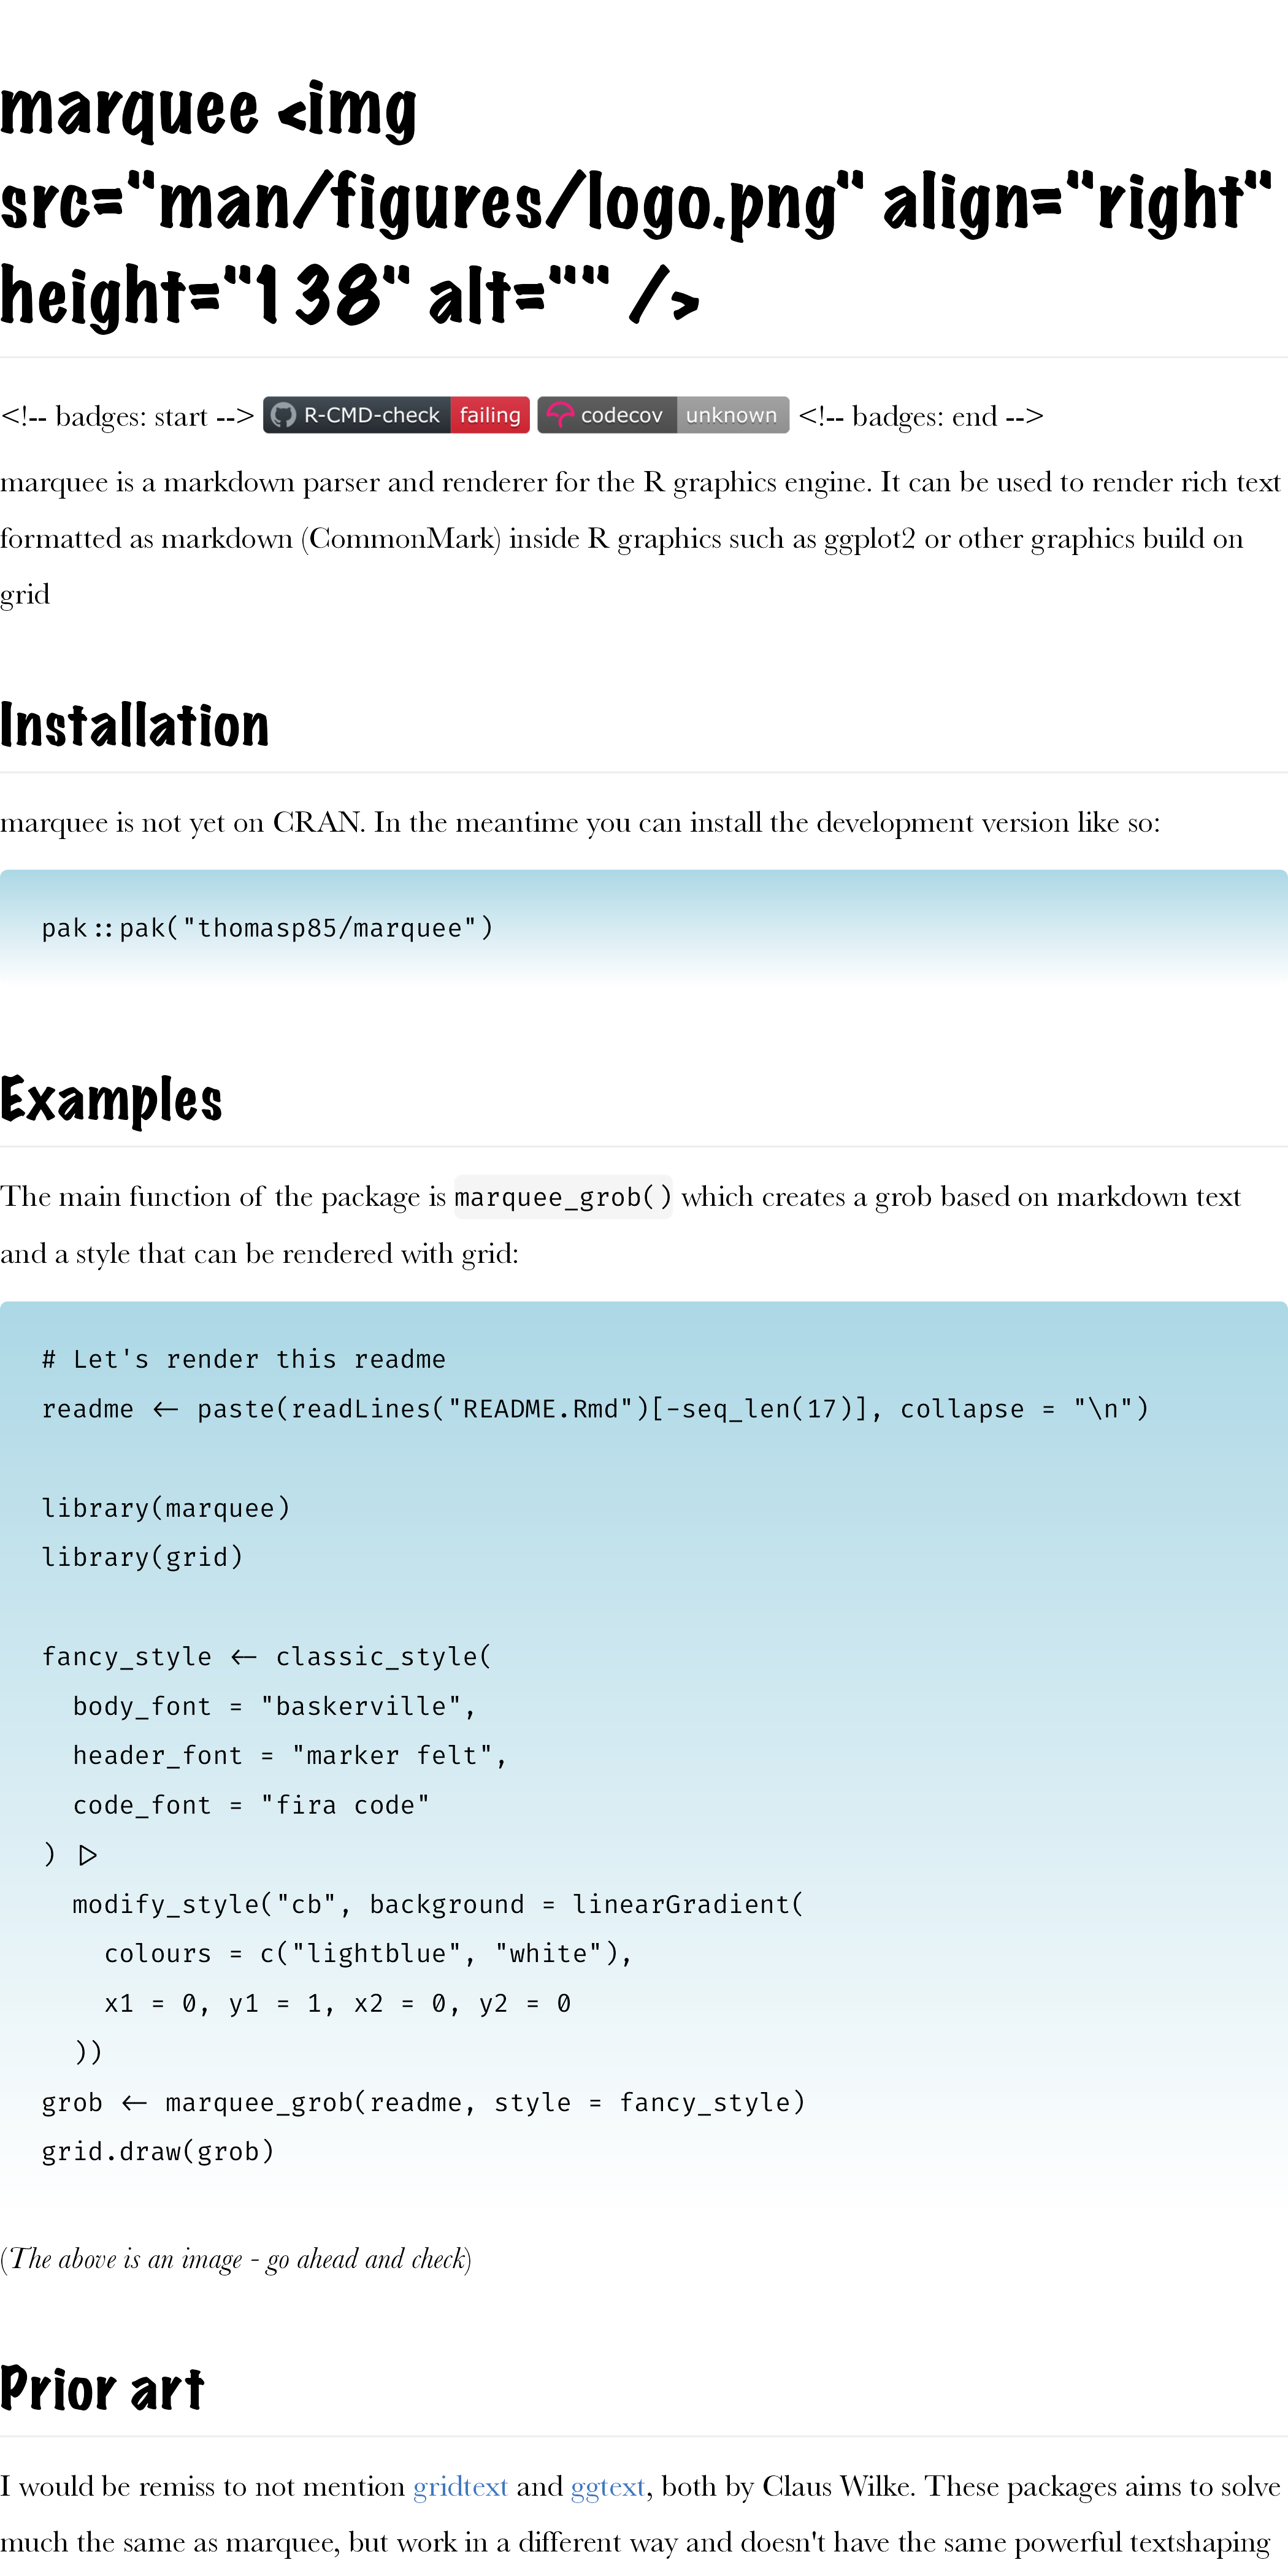 marquee <img
src="man/figures/logo.png" align="right"
height="138" alt="" />
<!-- badges: start --> R-CMD-check failing codecov unknown <!-- badges: end -->
marquee is a markdown parser and renderer for the R graphics engine. It can be used to render rich text
formatted as markdown (CommonMark) inside R graphics such as ggplot2 or other graphics build on
grid
Installation
marquee is not yet on CRAN. In the meantime you can install the development version like so:
pak::pak("thomasp85/marquee")
Examples
The main function of the package is marquee_grob() which creates a grob based on markdown text
and a style that can be rendered with grid:
# Let's render this readme
readme <- paste(readLines("README.Rmd")[-seq_len(17)], collapse = "\n")
library(marquee)
library(grid)
fancy_style <- classic_style(
  body_font = "baskerville",
  header_font = "marker felt",
  code_font = "fira code"
) |>
  modify_style("cb", background = linearGradient(
    colours = c("lightblue", "white"),
    x1 = 0, y1 = 1, x2 = 0, y2 = 0
  ))
grob <- marquee_grob(readme, style = fancy_style)
grid.draw(grob)
(The above is an image - go ahead and check)
Prior art
I would be remiss to not mention gridtext and ggtext, both by Claus Wilke. These packages aims to solve
much the same as marquee, but work in a different way and doesn't have the same powerful textshaping